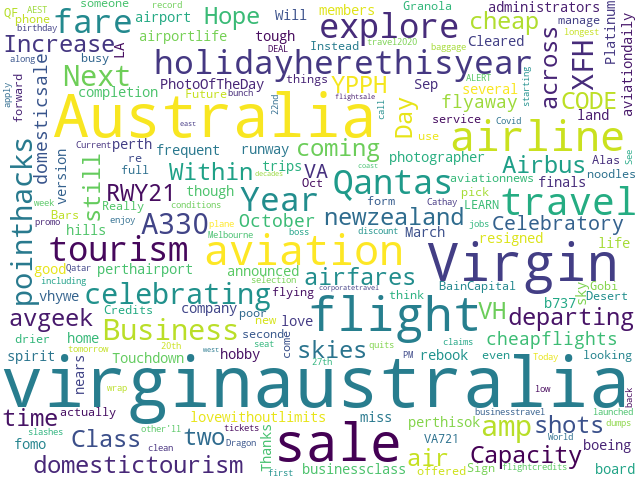 QF AEST someone record
birthday
fare airport Hope Will members Granola administrators
explore cheap manage Platinum
Increase airportlife LA tough DEAL travel2020 Cleared baggage longest
busy Instead across aviationdaily
holidayherethisyear XFH
along Next PhotoOfTheDay things Sep ALERT starting
forward domesticsale completion Future bunch flightsale YPPH several CODE
apply Australia Day flyaway land
22nd call service Covid
east airline
pointhacks version perth re full frequent runway coming photographer use Airbus Alas See
Current decades Within trips VA aviationnews noodles
week still RWY21 though Oct Qantas LEARN pick finals jobs travel
Bars Really Year form Cathay
promo enjoy conditions October newzealand March Celebratory
hills A330 Melbourne plane boss discount coast resigned life
tourism aviation Virgin
good Qatar perthairport announced airfares BainCapital sky Gobi
including selection corporatetravel think b737 Desert
vhywe celebrating flying flight VH departing
avgeek Credits company new love
Business poor seconds skies rebook even cheapflights looking
drier home 20th seat come PM claims
spirit tomorrow Touchdown hobby west 27th quits Today low back
nears
virginaustralia
wrap businesstravel launched
time actually lovewithoutlimits miss perthisok amp shots
slashes other'll tickets VA721 World dumps
fomo Class two Thanks sale air Capacity boeing
clean Dragon offered Sign flightcredits
domestictourism first businessclass board